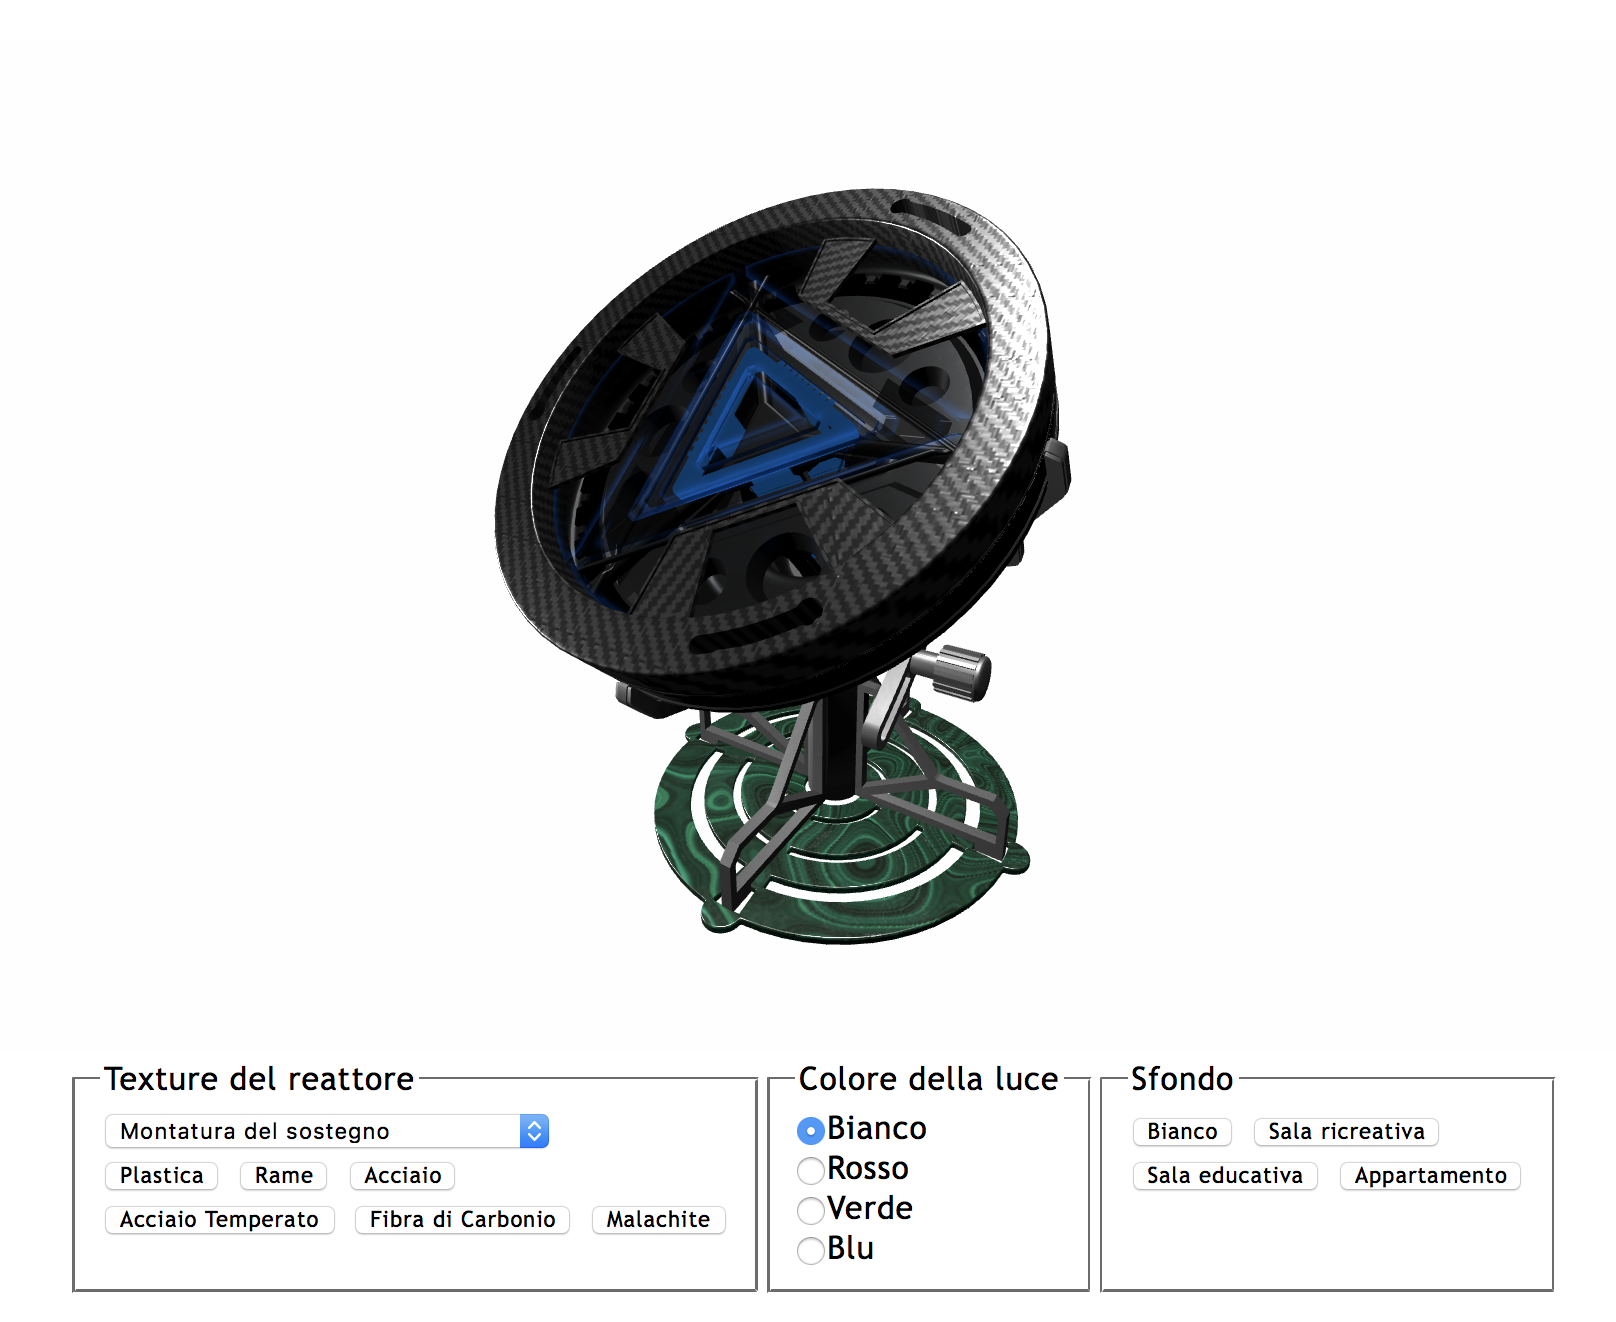 Texture del reattore
Montatura del sostegno
Plastica Rame Acciaio
Acciaio Temperato Fibra di Carbonio Malachite
Colore della luce
Bianco
Rosso
Verde
Blu
Sfondo
Bianco Sala ricreativa
Sala educativa Appartamento